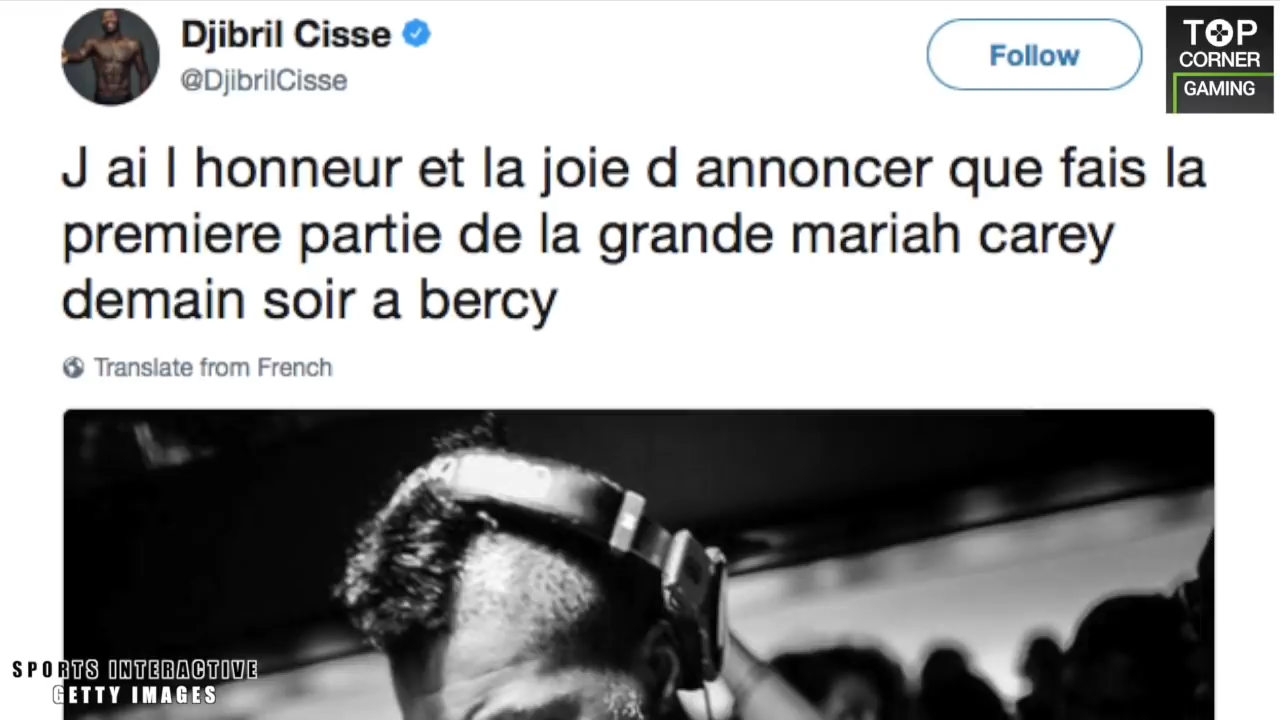 Djibril Cisse
@DjibrilCisse
Follow
TOP
CORNER
GAMING
J ai l honneur et la joie d annoncer que fais la
premiere partie de la grande mariah carey
demain soir a bercy
Translate from French
SPORTS INTERACTIVE
GETTY IMAGES